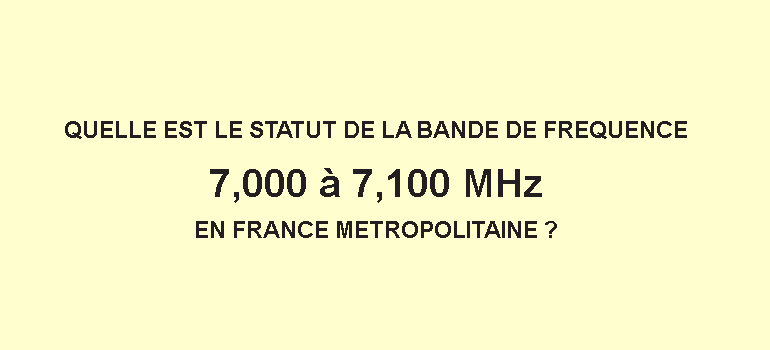 QUELLE EST LE STATUT DE LA BANDE DE FREQUENCE
7,000 à 7,100 MHz
EN FRANCE METROPOLITAINE ?